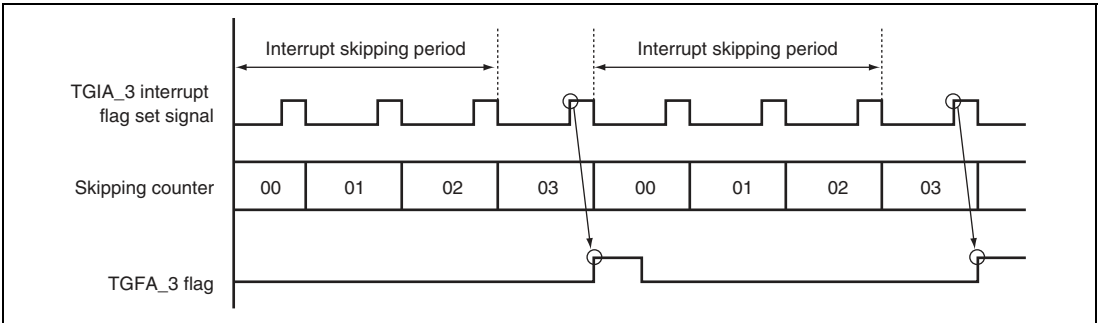 Interrupt skipping period Interrupt skipping period
TGIA_3 interrupt
flag set signal
Skipping counter 00 01 02 03 00 01 02 03
TGFA_3 flag